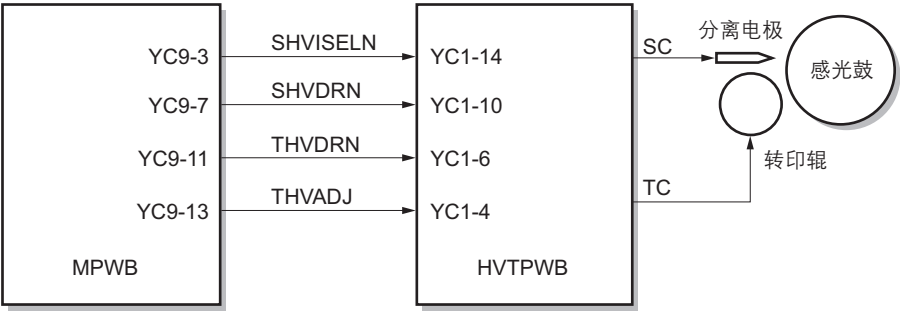 分离电极
SHVISELN
SC
YC9-3
YC1-14
感光鼓
SHVDRN
YC9-7
YC1-10
THVDRN
YC9-11
YC1-6
转印辊
THVADJ
TC
YC9-13
YC1-4
MPWB
HVTPWB